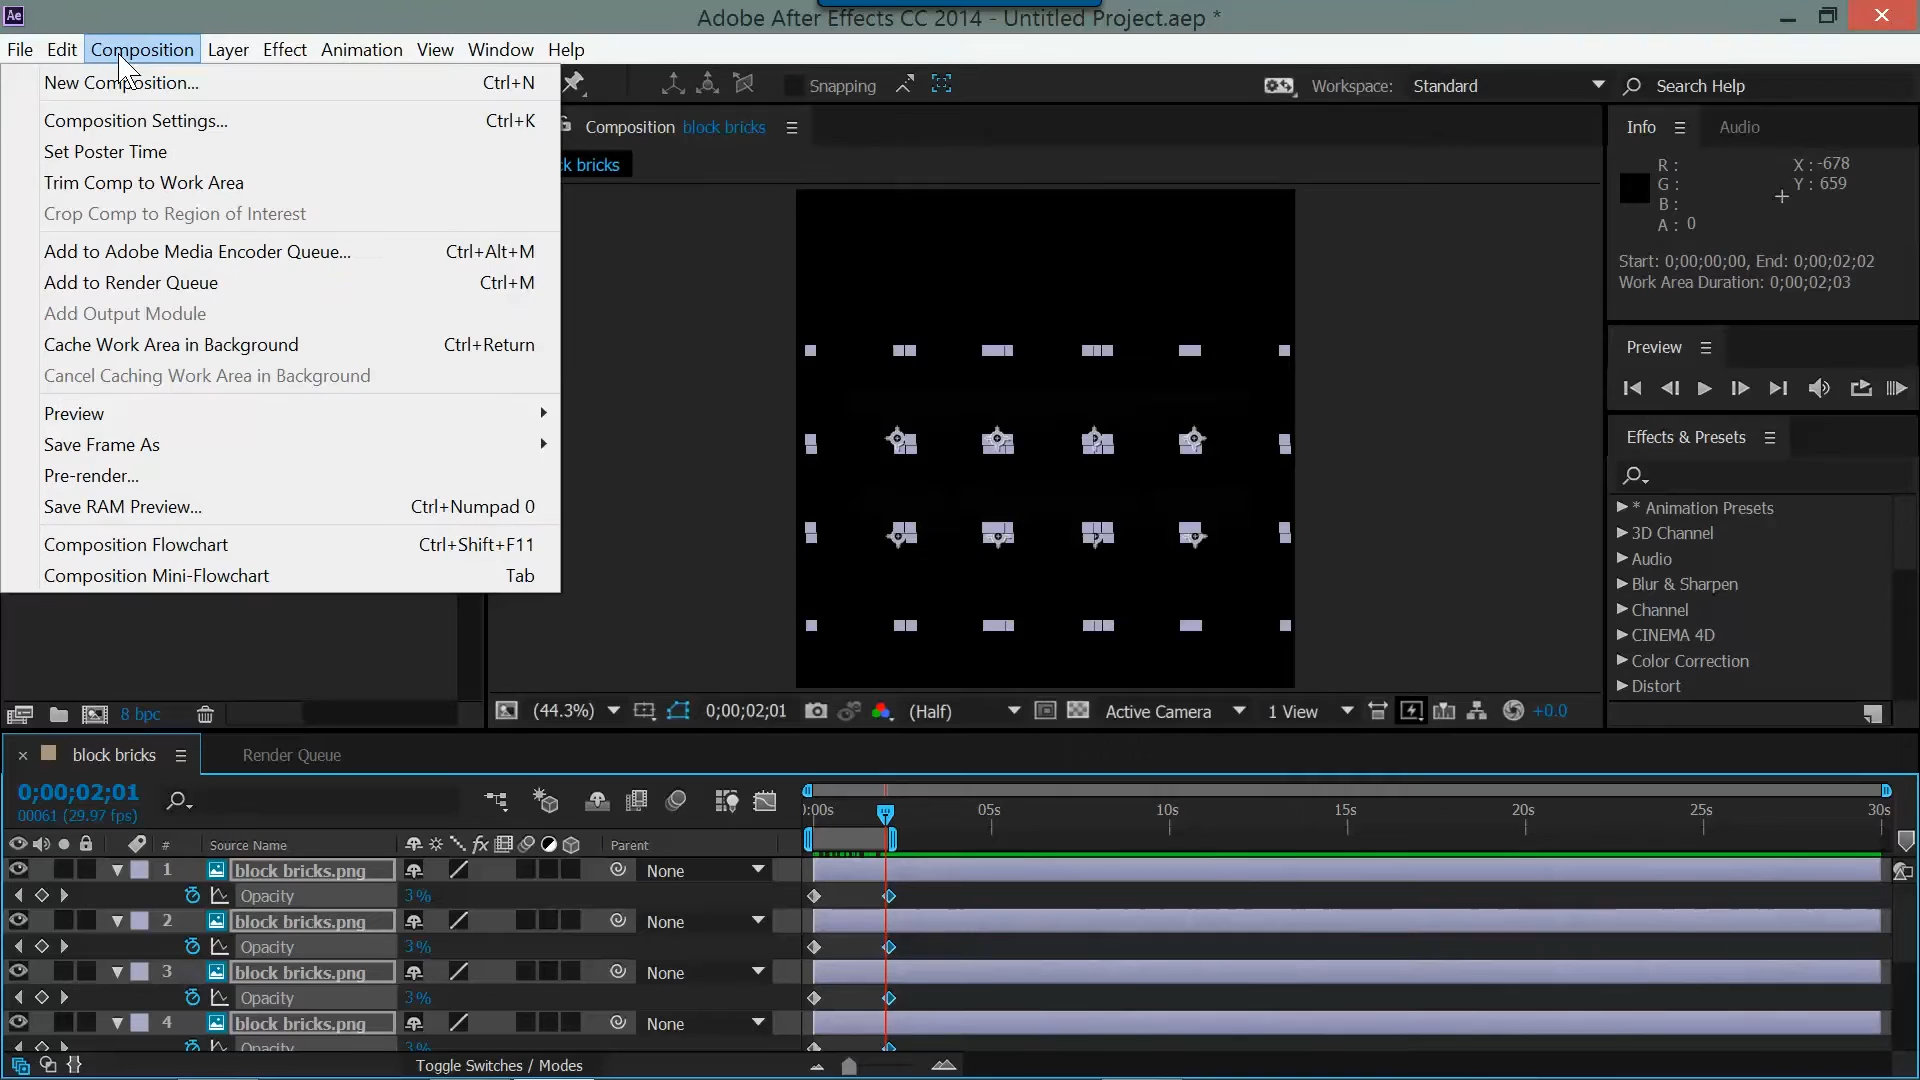 Ae
Adobe After Effects CC 2014 - Untitled Project.aep *
File Edit Composition Layer Effect Animation View Window Help
New Composition... Ctrl+N
Composition Settings... Ctrl+K
Set Poster Time
Trim Comp to Work Area
Crop Comp to Region of Interest
Add to Adobe Media Encoder Queue... Ctrl+Alt+M
Add to Render Queue Ctrl+M
Add Output Module
Cache Work Area in Background Ctrl+Return
Cancel Caching Work Area in Background
Preview
Save Frame As
Pre-render...
Save RAM Preview... Ctrl+Numpad 0
Composition Flowchart Ctrl+Shift+F11
Composition Mini-Flowchart Tab
Snapping
Workspace: Standard
Search Help
Composition block bricks
ck bricks
Info Audio
R :
G :
B :
A : 0
X : -678
Y : 659
Start: 0;00;00;00, End: 0;00;02;02
Work Area Duration: 0;00;02;03
Preview
Effects & Presets
* Animation Presets
3D Channel
Audio
Blur & Sharpen
Channel
CINEMA 4D
Color Correction
Distort
8 bpc
(44.3%) 0;00;02;01 (Half) Active Camera 1 View +0.0
block bricks Render Queue
0;00;02;01
00061 (29.97 fps)
):00s 05s 10s 15s 20s 25s 30s
# Source Name fx Parent
1 block bricks.png None
Opacity 3%
2 block bricks.png None
Opacity 3%
3 block bricks.png None
Opacity 3%
4 block bricks.png None
Opacity 3%
Toggle Switches / Modes